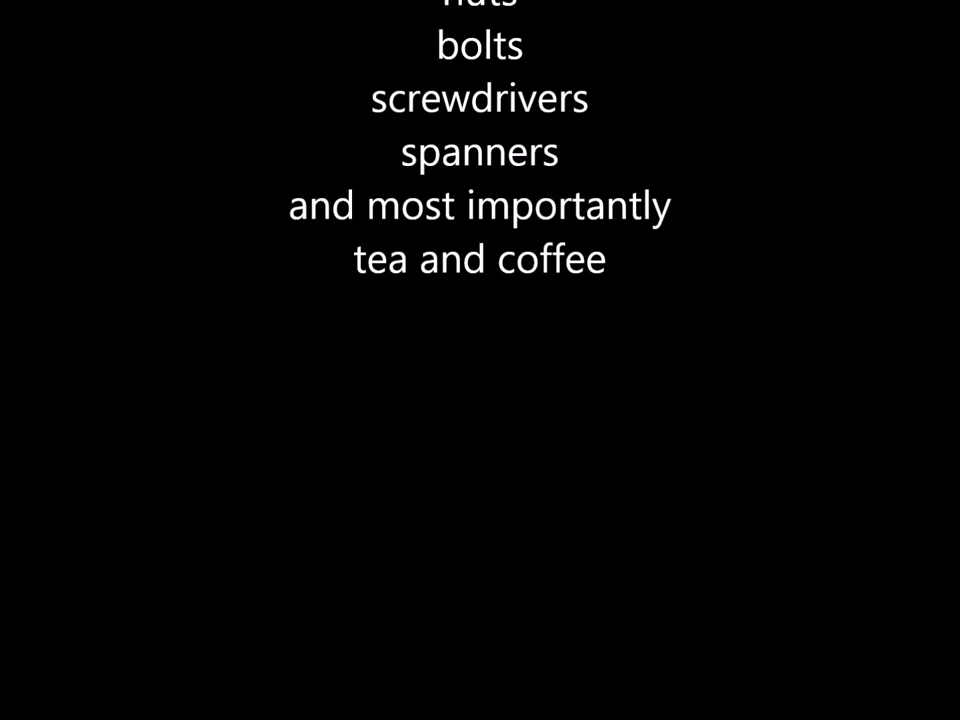 nuts
bolts
screwdrivers
spanners
and most importantly
tea and coffee